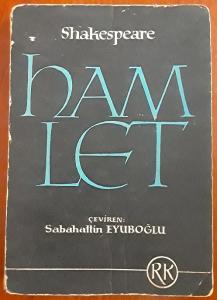 Shakespeare
HAM
LET
ÇEVİREN:
Sabahattin EYUBOĞLU
RK